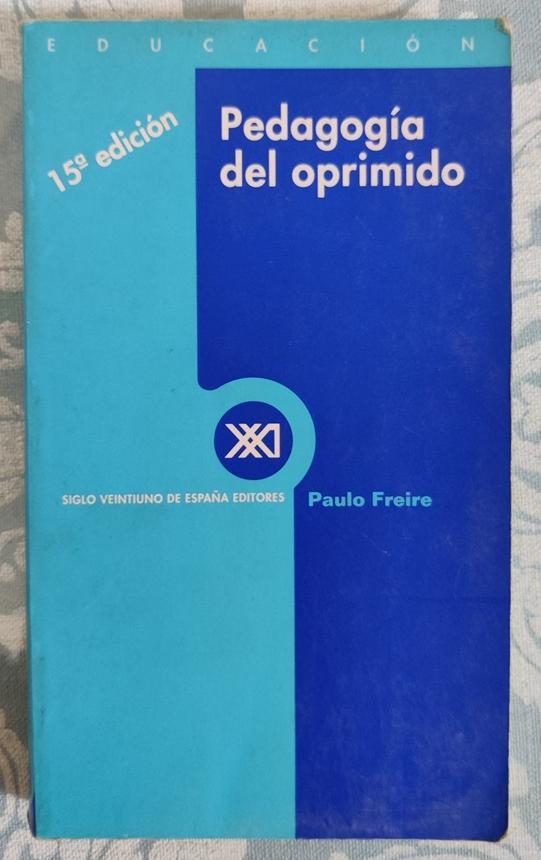 EDUCACIÓN
15ª edición
Pedagogía
del oprimido
XXI
SIGLO VEINTIUNO DE ESPAÑA EDITORES
Paulo Freire